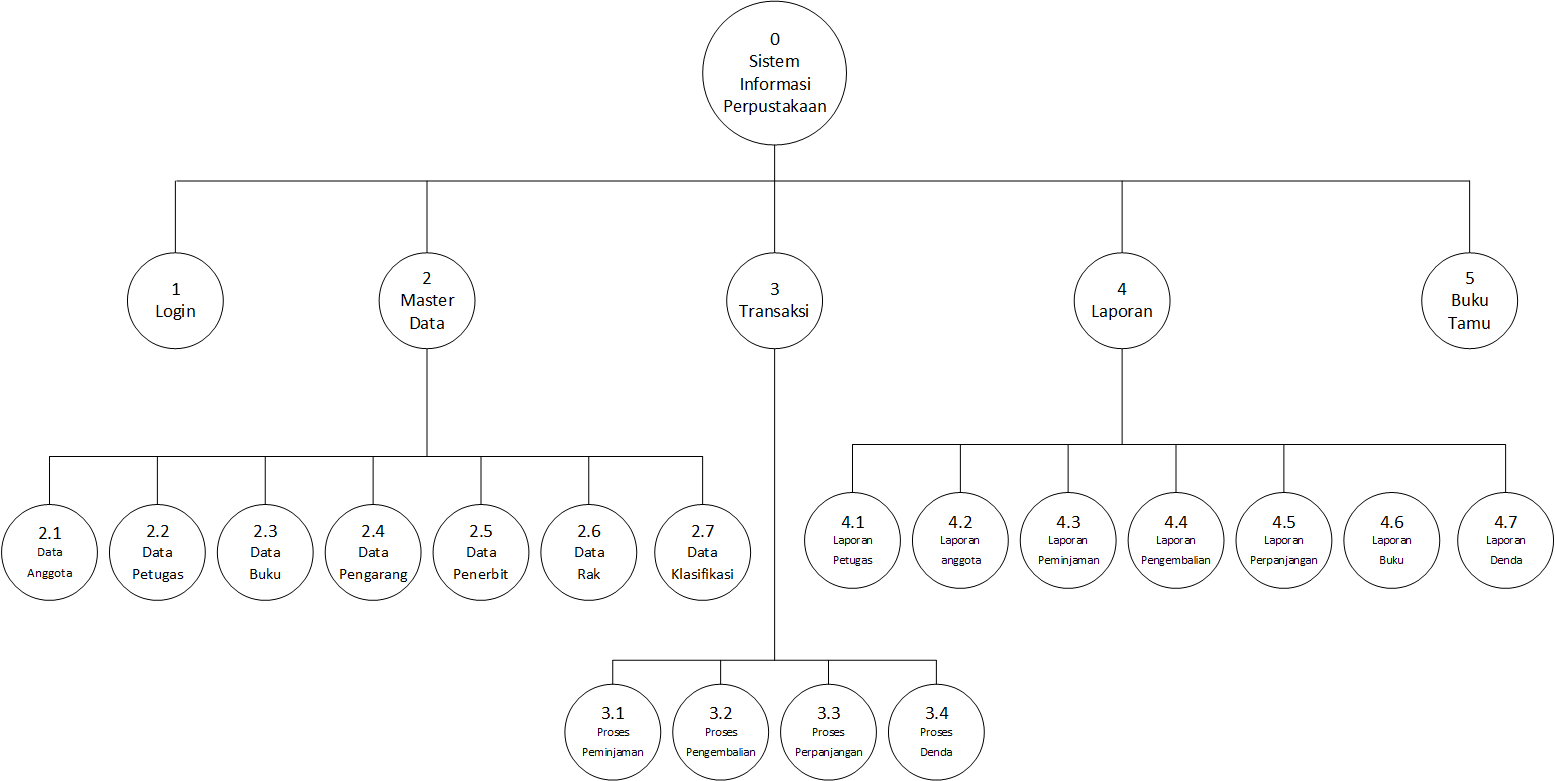 0
Sistem
Informasi
Perpustakaan
1
Login
2
Master
Data
3
Transaksi
4
Laporan
5
Buku
Tamu
2.1
Data
Anggota
2.2
Data
Petugas
2.3
Data
Buku
2.4
Data
Pengarang
2.5
Data
Penerbit
2.6
Data
Rak
2.7
Data
Klasifikasi
4.1
Laporan
Petugas
4.2
Laporan
anggota
4.3
Laporan
Peminjaman
4.4
Laporan
Pengembalian
4.5
Laporan
Perpanjangan
4.6
Laporan
Buku
4.7
Laporan
Denda
3.1
Proses
Peminjaman
3.2
Proses
Pengembalian
3.3
Proses
Perpanjangan
3.4
Proses
Denda